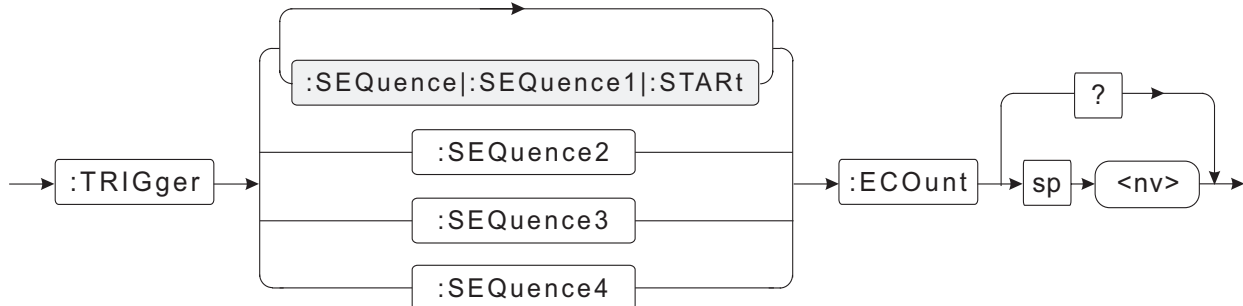 :TRIGger
:SEQuence|:SEQuence1|:STARt
:SEQuence2
:SEQuence3
:SEQuence4
:ECOunt
?
sp
<nv>